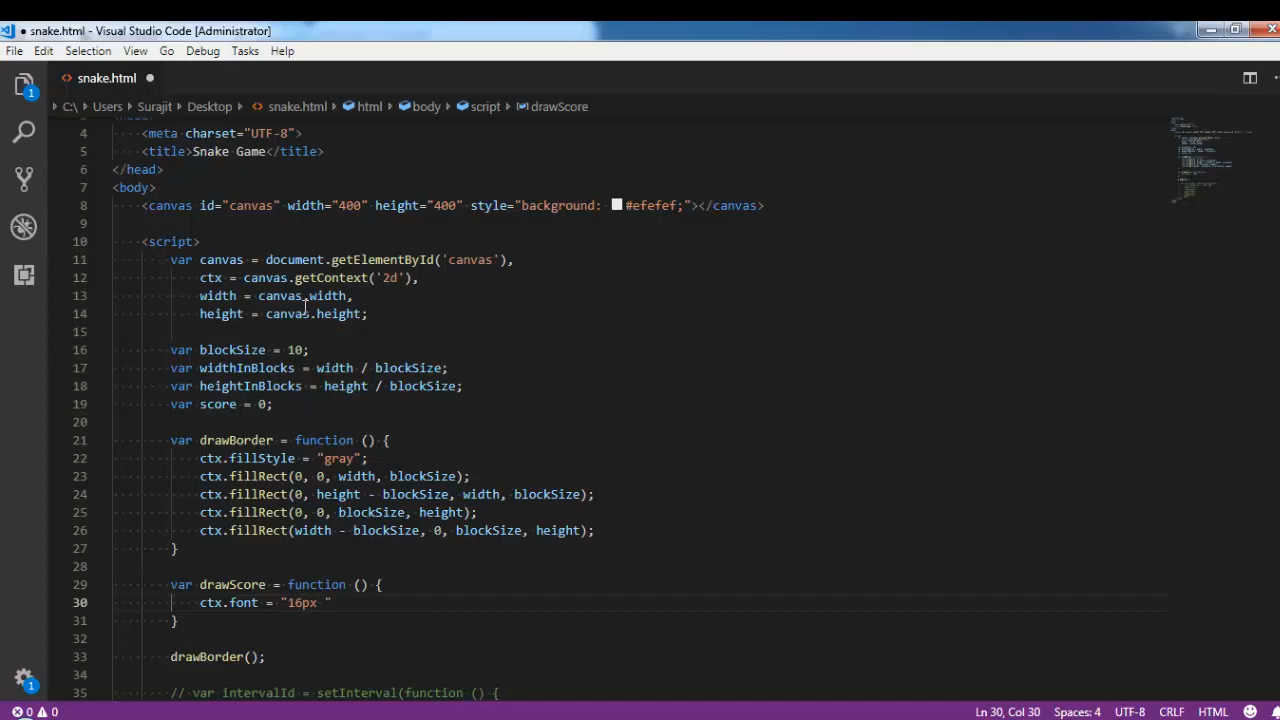 ● snake.html - Visual Studio Code [Administrator]
File Edit Selection View Go Debug Tasks Help
<> snake.html ●
C:\ Users Surajit Desktop <> snake.html html body script drawScore
4 <meta charset="UTF-8">
5 <title>Snake Game</title>
6 </head>
7 <body>
8 <canvas id="canvas" width="400" height="400" style="background: #efefef;"></canvas>
9
10 <script>
11 var canvas = document.getElementById('canvas'),
12 ctx = canvas.getContext('2d'),
13 width = canvas.width,
14 height = canvas.height;
15
16 var blockSize = 10;
17 var widthInBlocks = width / blockSize;
18 var heightInBlocks = height / blockSize;
19 var score = 0;
20
21 var drawBorder = function () {
22 ctx.fillStyle = "gray";
23 ctx.fillRect(0, 0, width, blockSize);
24 ctx.fillRect(0, height - blockSize, width, blockSize);
25 ctx.fillRect(0, 0, blockSize, height);
26 ctx.fillRect(width - blockSize, 0, blockSize, height);
27 }
28
29 var drawScore = function () {
30 ctx.font = "16px "
31 }
32
33 drawBorder();
34
35 // var intervalId = setInterval(function () {
1
1
0 0 Ln 30, Col 30 Spaces: 4 UTF-8 CRLF HTML